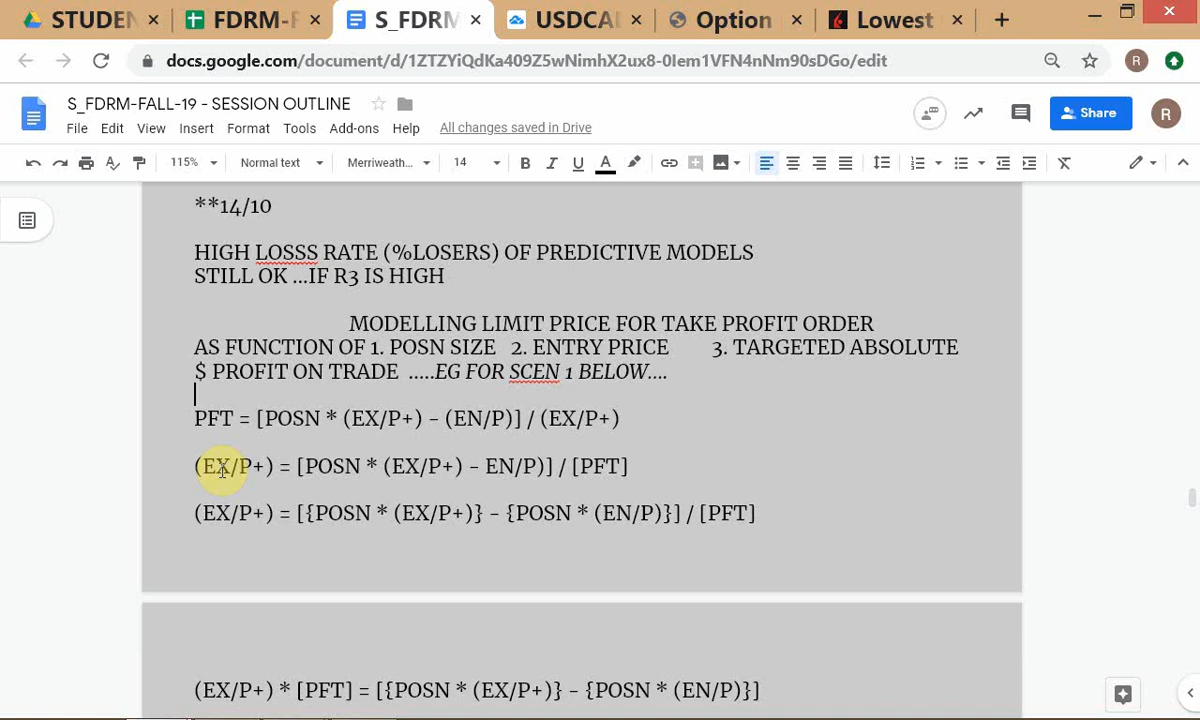 STUDEN
FDRM-F
S_FDRM
USDCAI
Option
Lowest
docs.google.com/document/d/1ZTZYiQdKa409Z5wNimhX2ux8-0Iem1VFN4nNm90sDGo/edit
R
S_FDRM-FALL-19 - SESSION OUTLINE
File Edit View Insert Format Tools Add-ons Help All changes saved in Drive
Share
R
115% Normal text Merriweath... 14 B I U A
**14/10
HIGH LOSSS RATE (%LOSERS) OF PREDICTIVE MODELS
STILL OK ...IF R3 IS HIGH
MODELLING LIMIT PRICE FOR TAKE PROFIT ORDER
AS FUNCTION OF 1. POSN SIZE 2. ENTRY PRICE 3. TARGETED ABSOLUTE
$ PROFIT ON TRADE .....EG FOR SCEN 1 BELOW....
PFT = [POSN * (EX/P+) - (EN/P)] / (EX/P+)
(EX/P+) = [POSN * (EX/P+) - EN/P)] / [PFT]
(EX/P+) = [{POSN * (EX/P+)} - {POSN * (EN/P)}] / [PFT]
(EX/P+) * [PFT] = [{POSN * (EX/P+)} - {POSN * (EN/P)}]